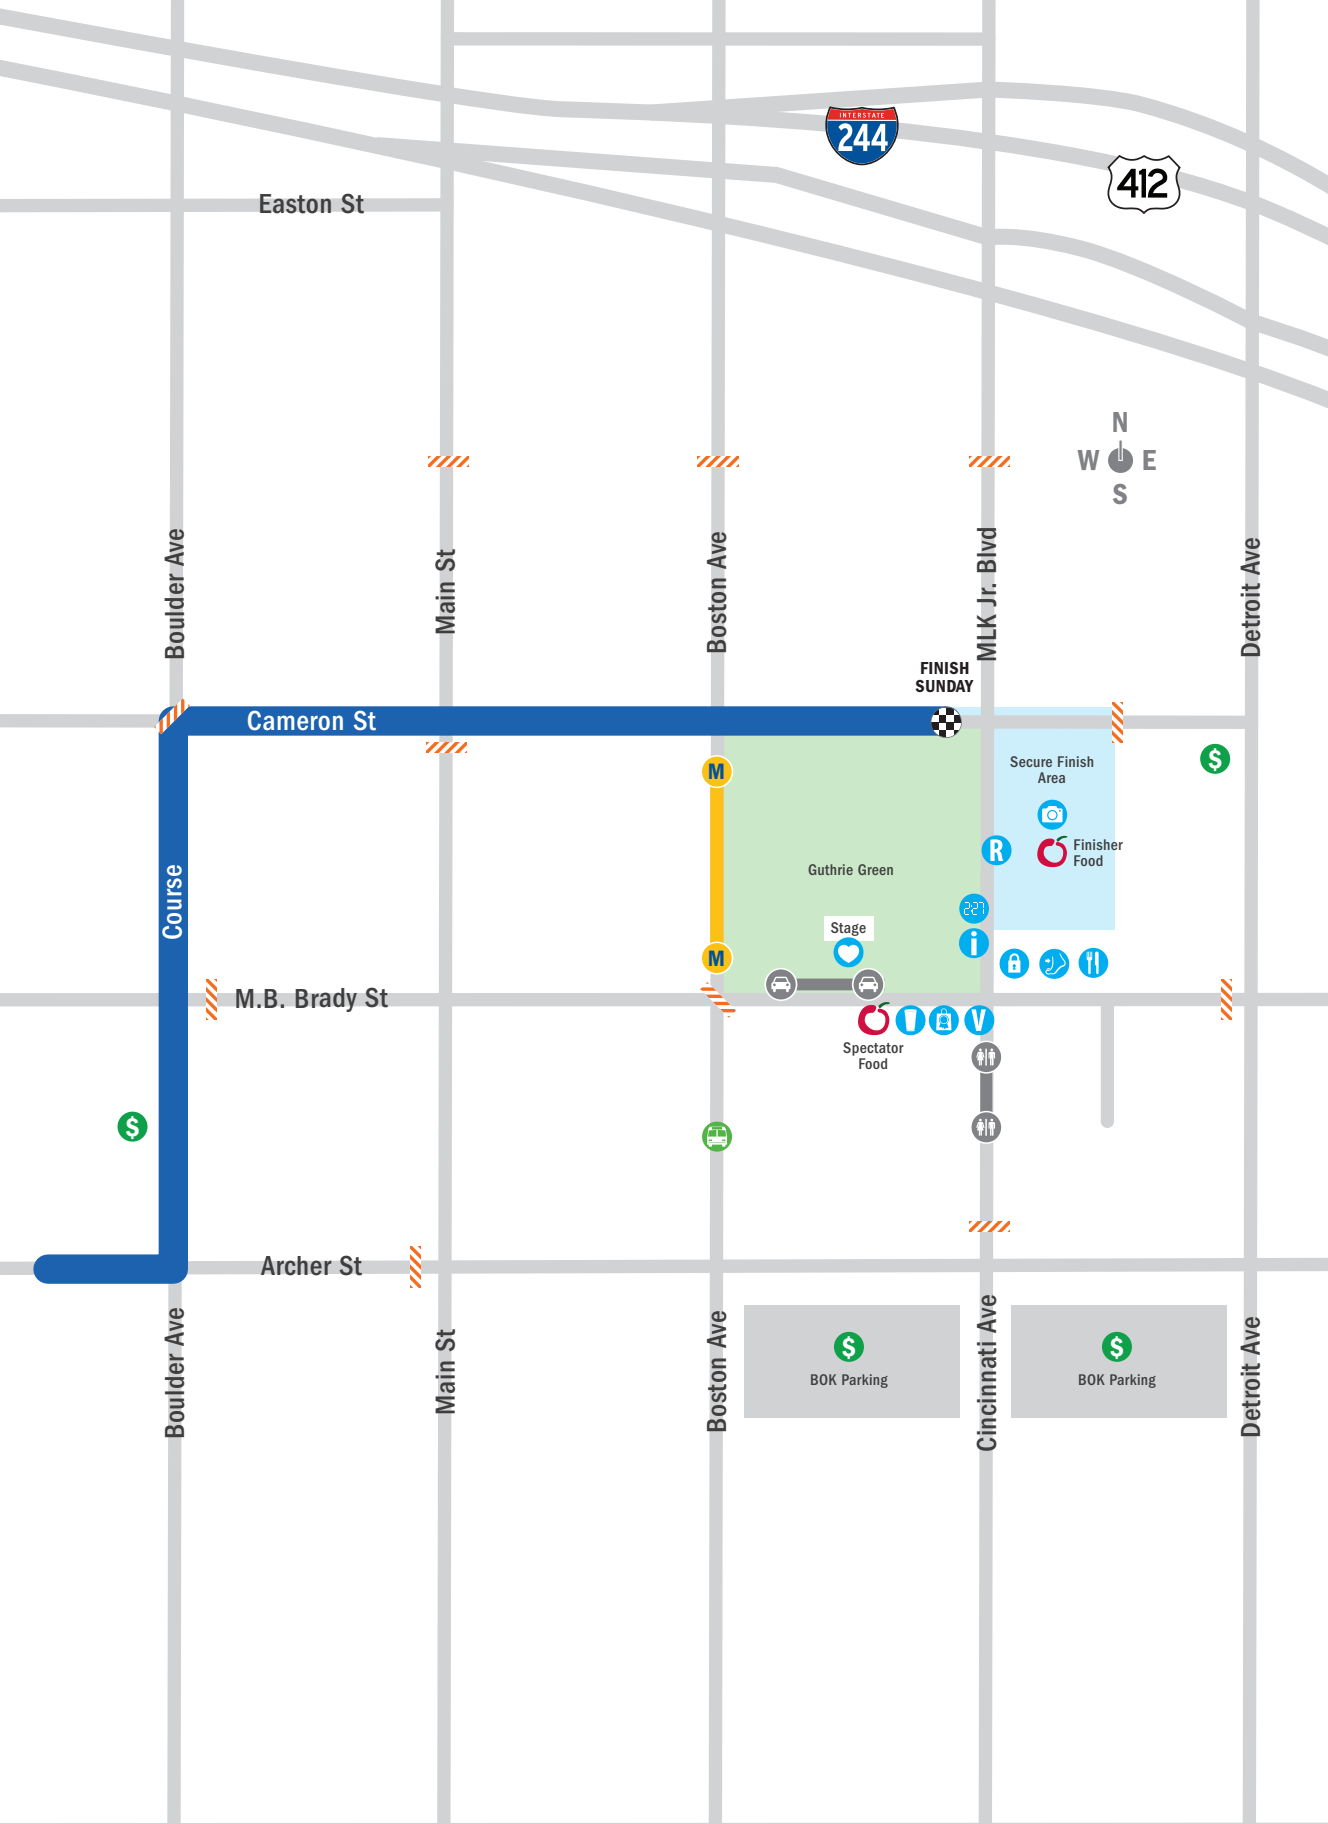 INTERSTATE
244
412
Easton St
N
W E
S
Boulder Ave
Main St
Boston Ave
MLK Jr. Blvd
Detroit Ave
FINISH
SUNDAY
Cameron St
$
M
Secure Finish
Area
R
Finisher
Food
Guthrie Green
Course
2:27
Stage
i
M
M.B. Brady St
V
Spectator
Food
$
Archer St
Boulder Ave
Main St
Boston Ave
Cincinnati Ave
Detroit Ave
$
BOK Parking
$
BOK Parking